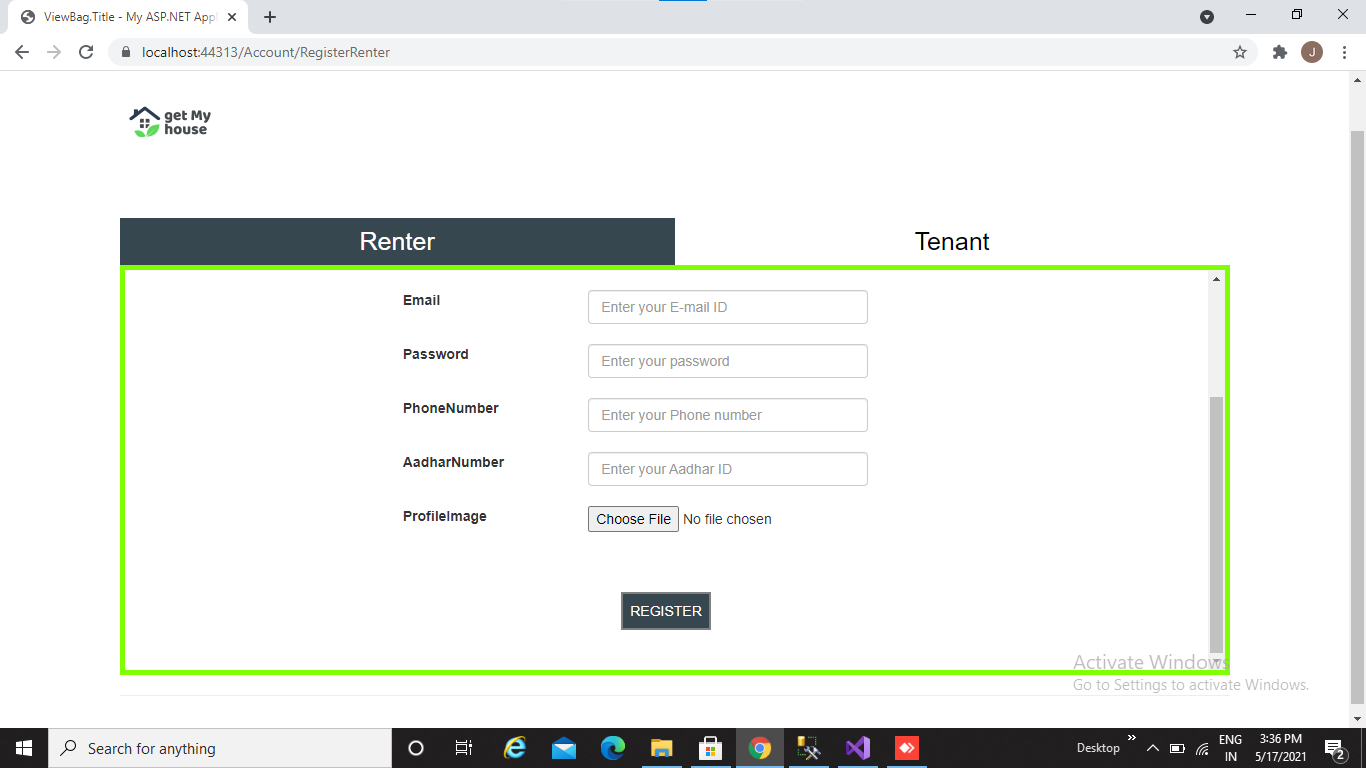 ViewBag.Title - My ASP.NET Appl
localhost:44313/Account/RegisterRenter
J
get My
house
Renter
Tenant
Email
Enter your E-mail ID
Password
Enter your password
PhoneNumber
Enter your Phone number
AadharNumber
Enter your Aadhar ID
ProfileImage
Choose File No file chosen
REGISTER
Activate Windows
Go to Settings to activate Windows.
Search for anything
Desktop
ENG
IN
3:36 PM
5/17/2021
2